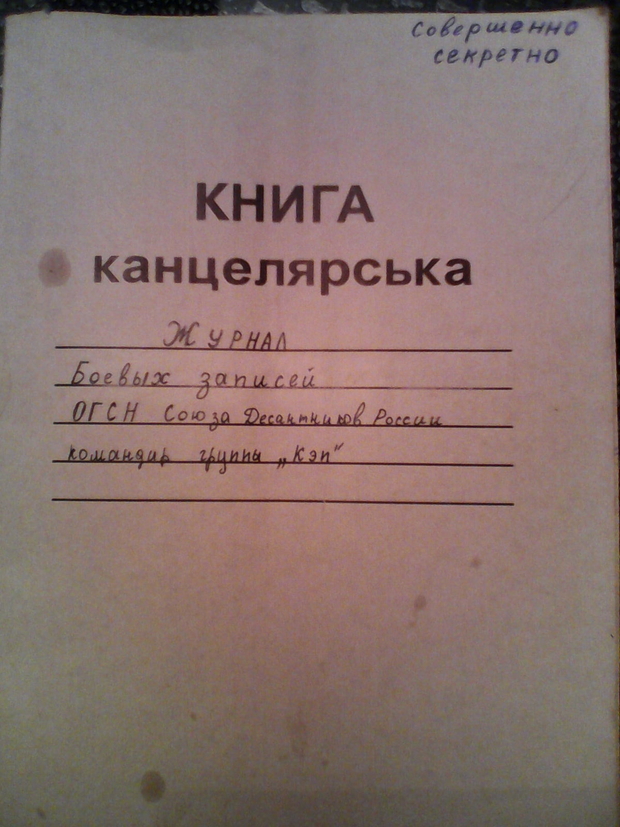 Совершенно
секретно
КНИГА
канцелярська
Журнал
Боевых записей
ОГСН Союза Десантников России
командир группы „Кэп"